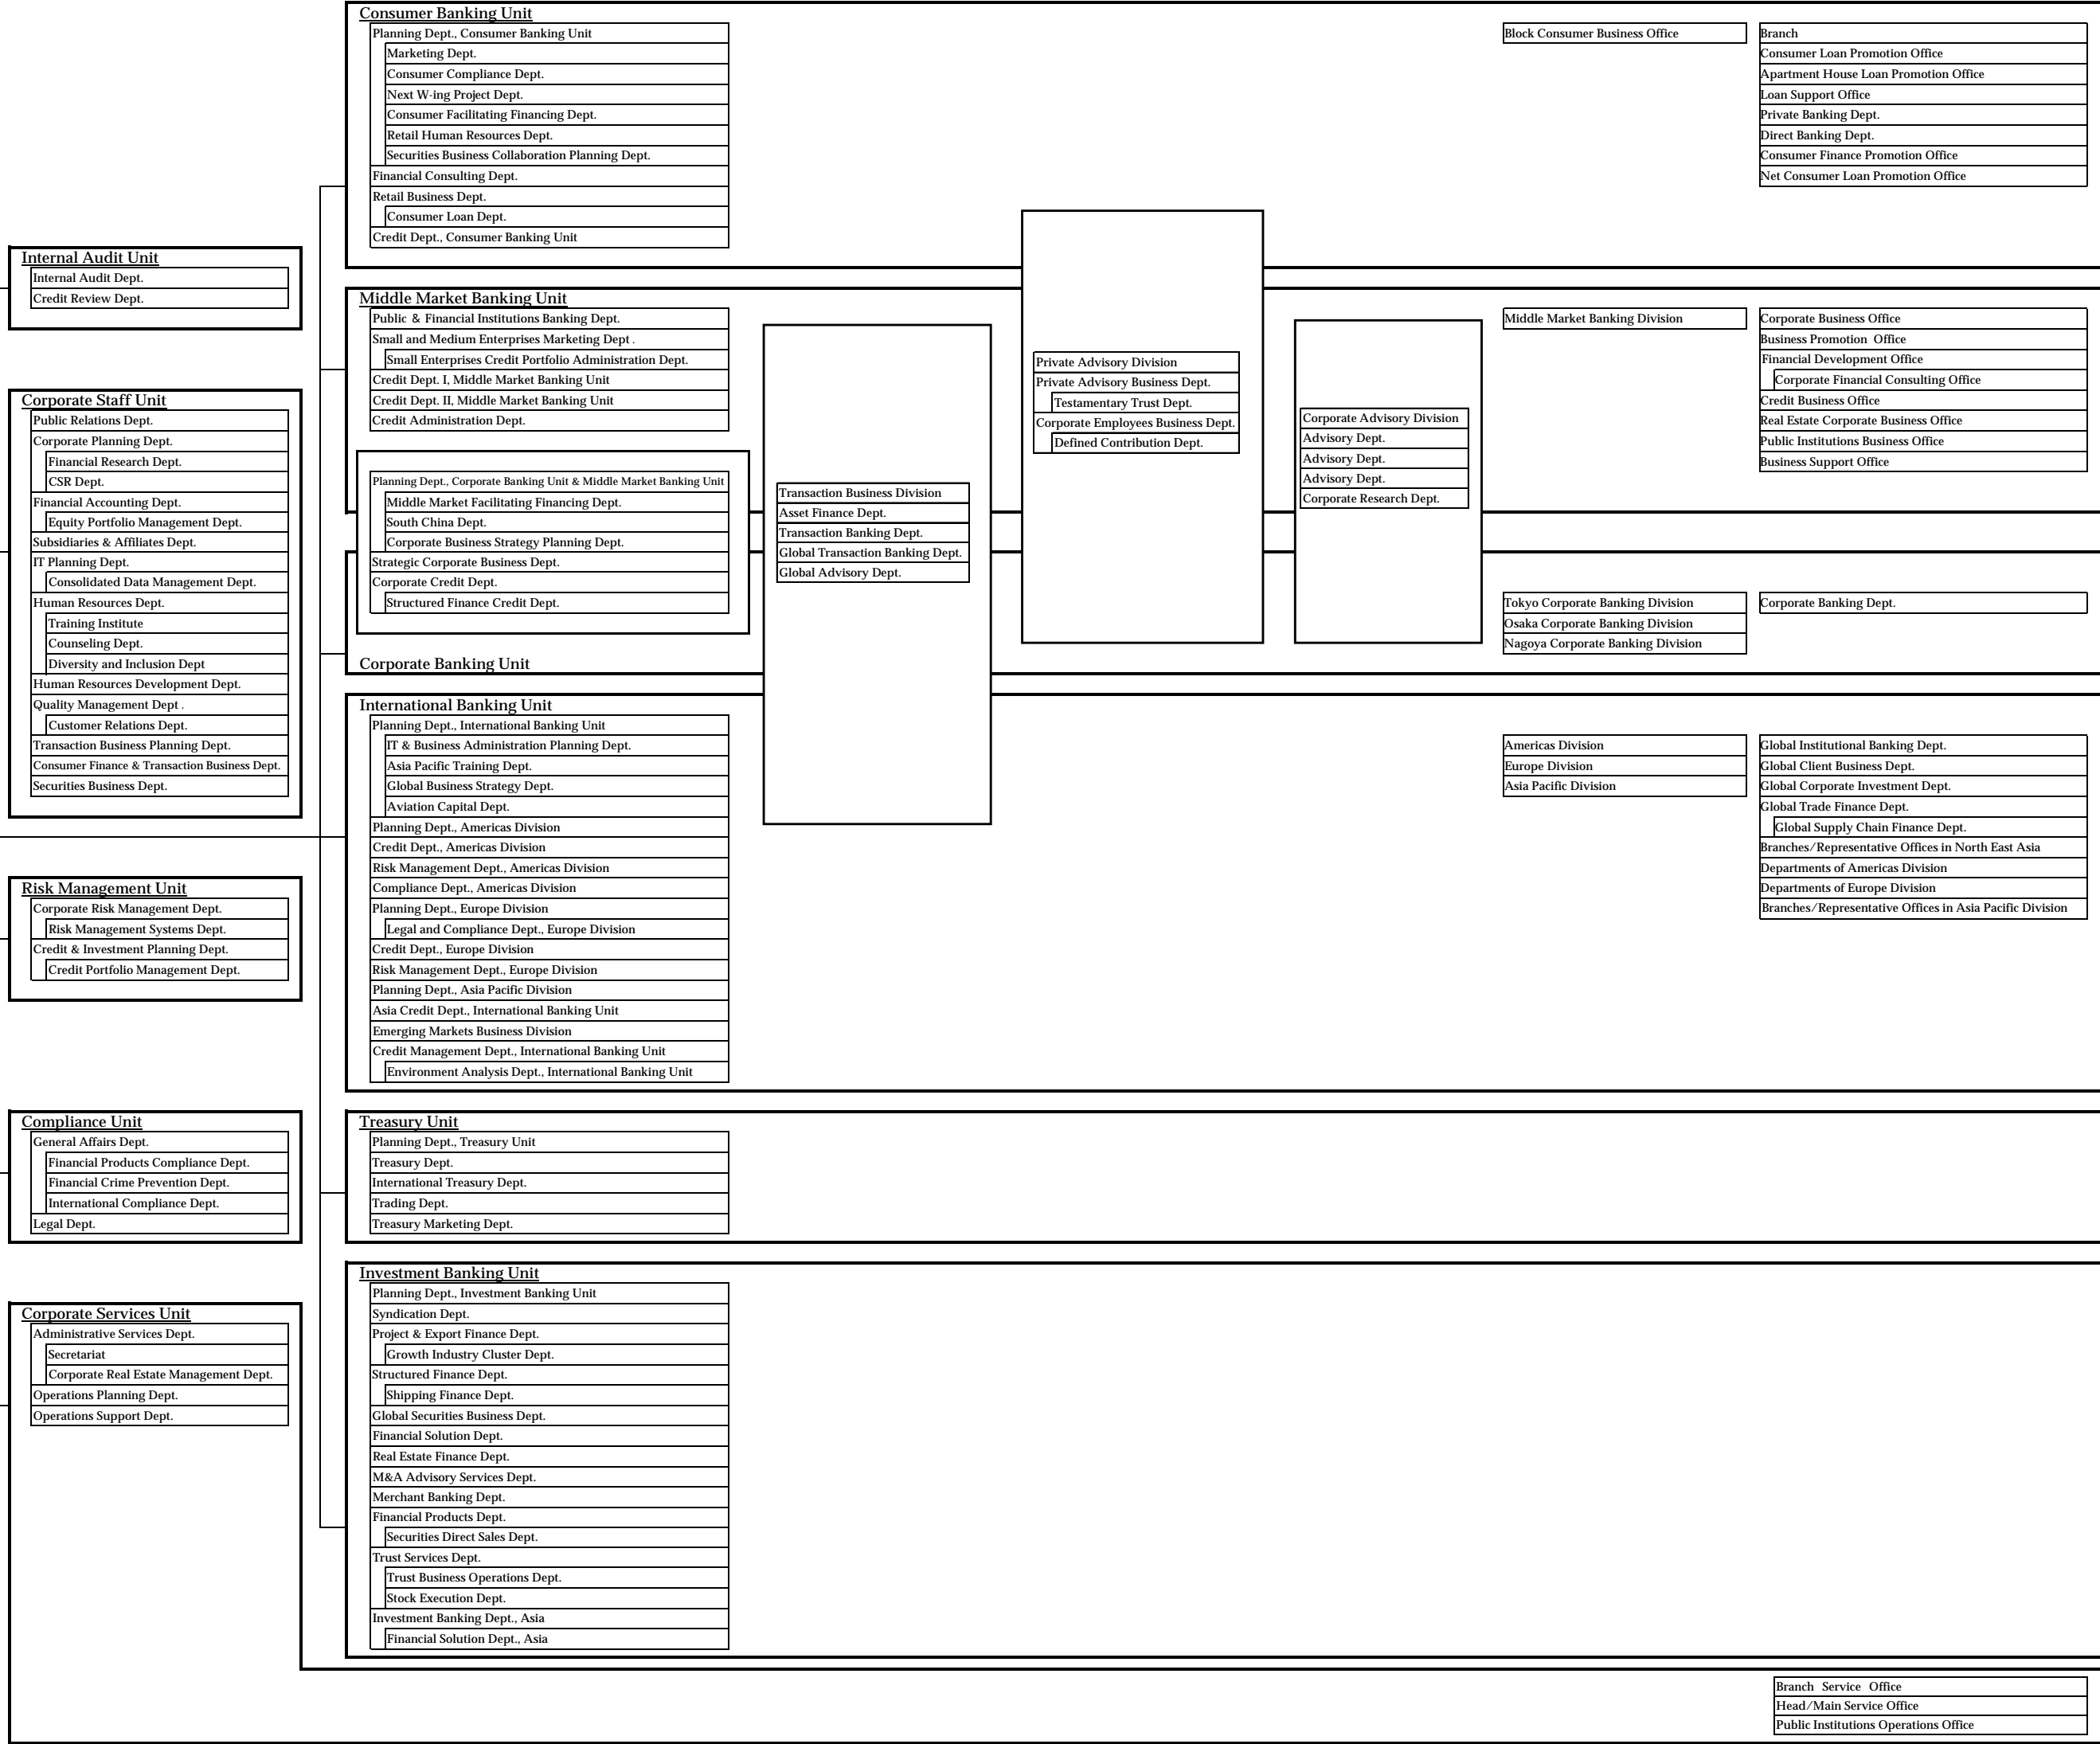 Internal Audit Unit
Internal Audit Dept.
Credit Review Dept.
Corporate Staff Unit
Public Relations Dept.
Corporate Planning Dept.
Financial Research Dept.
CSR Dept.
Financial Accounting Dept.
Equity Portfolio Management Dept.
Subsidiaries & Affiliates Dept.
IT Planning Dept.
Consolidated Data Management Dept.
Human Resources Dept.
Training Institute
Counseling Dept.
Diversity and Inclusion Dept
Human Resources Development Dept.
Quality Management Dept .
Customer Relations Dept.
Transaction Business Planning Dept.
Consumer Finance & Transaction Business Dept.
Securities Business Dept.
Risk Management Unit
Corporate Risk Management Dept.
Risk Management Systems Dept.
Credit & Investment Planning Dept.
Credit Portfolio Management Dept.
Compliance Unit
General Affairs Dept.
Financial Products Compliance Dept.
Financial Crime Prevention Dept.
International Compliance Dept.
Legal Dept.
Corporate Services Unit
Administrative Services Dept.
Secretariat
Corporate Real Estate Management Dept.
Operations Planning Dept.
Operations Support Dept.
Consumer Banking Unit
Planning Dept., Consumer Banking Unit
Marketing Dept.
Consumer Compliance Dept.
Next W-ing Project Dept.
Consumer Facilitating Financing Dept.
Retail Human Resources Dept.
Securities Business Collaboration Planning Dept.
Financial Consulting Dept.
Retail Business Dept.
Consumer Loan Dept.
Credit Dept., Consumer Banking Unit
Block Consumer Business Office
Branch
Consumer Loan Promotion Office
Apartment House Loan Promotion Office
Loan Support Office
Private Banking Dept.
Direct Banking Dept.
Consumer Finance Promotion Office
Net Consumer Loan Promotion Office
Middle Market Banking Unit
Public & Financial Institutions Banking Dept.
Small and Medium Enterprises Marketing Dept .
Small Enterprises Credit Portfolio Administration Dept.
Credit Dept. I, Middle Market Banking Unit
Credit Dept. II, Middle Market Banking Unit
Credit Administration Dept.
Planning Dept., Corporate Banking Unit & Middle Market Banking Unit
Middle Market Facilitating Financing Dept.
South China Dept.
Corporate Business Strategy Planning Dept.
Strategic Corporate Business Dept.
Corporate Credit Dept.
Structured Finance Credit Dept.
Corporate Banking Unit
Transaction Business Division
Asset Finance Dept.
Transaction Banking Dept.
Global Transaction Banking Dept.
Global Advisory Dept.
Private Advisory Division
Private Advisory Business Dept.
Testamentary Trust Dept.
Corporate Employees Business Dept.
Defined Contribution Dept.
Corporate Advisory Division
Advisory Dept.
Advisory Dept.
Advisory Dept.
Corporate Research Dept.
Middle Market Banking Division
Corporate Business Office
Business Promotion Office
Financial Development Office
Corporate Financial Consulting Office
Credit Business Office
Real Estate Corporate Business Office
Public Institutions Business Office
Business Support Office
Tokyo Corporate Banking Division
Osaka Corporate Banking Division
Nagoya Corporate Banking Division
Corporate Banking Dept.
International Banking Unit
Planning Dept., International Banking Unit
IT & Business Administration Planning Dept.
Asia Pacific Training Dept.
Global Business Strategy Dept.
Aviation Capital Dept.
Planning Dept., Americas Division
Credit Dept., Americas Division
Risk Management Dept., Americas Division
Compliance Dept., Americas Division
Planning Dept., Europe Division
Legal and Compliance Dept., Europe Division
Credit Dept., Europe Division
Risk Management Dept., Europe Division
Planning Dept., Asia Pacific Division
Asia Credit Dept., International Banking Unit
Emerging Markets Business Division
Credit Management Dept., International Banking Unit
Environment Analysis Dept., International Banking Unit
Americas Division
Europe Division
Asia Pacific Division
Global Institutional Banking Dept.
Global Client Business Dept.
Global Corporate Investment Dept.
Global Trade Finance Dept.
Global Supply Chain Finance Dept.
Branches/Representative Offices in North East Asia
Departments of Americas Division
Departments of Europe Division
Branches/Representative Offices in Asia Pacific Division
Treasury Unit
Planning Dept., Treasury Unit
Treasury Dept.
International Treasury Dept.
Trading Dept.
Treasury Marketing Dept.
Investment Banking Unit
Planning Dept., Investment Banking Unit
Syndication Dept.
Project & Export Finance Dept.
Growth Industry Cluster Dept.
Structured Finance Dept.
Shipping Finance Dept.
Global Securities Business Dept.
Financial Solution Dept.
Real Estate Finance Dept.
M&A Advisory Services Dept.
Merchant Banking Dept.
Financial Products Dept.
Securities Direct Sales Dept.
Trust Services Dept.
Trust Business Operations Dept.
Stock Execution Dept.
Investment Banking Dept., Asia
Financial Solution Dept., Asia
Branch Service Office
Head/Main Service Office
Public Institutions Operations Office